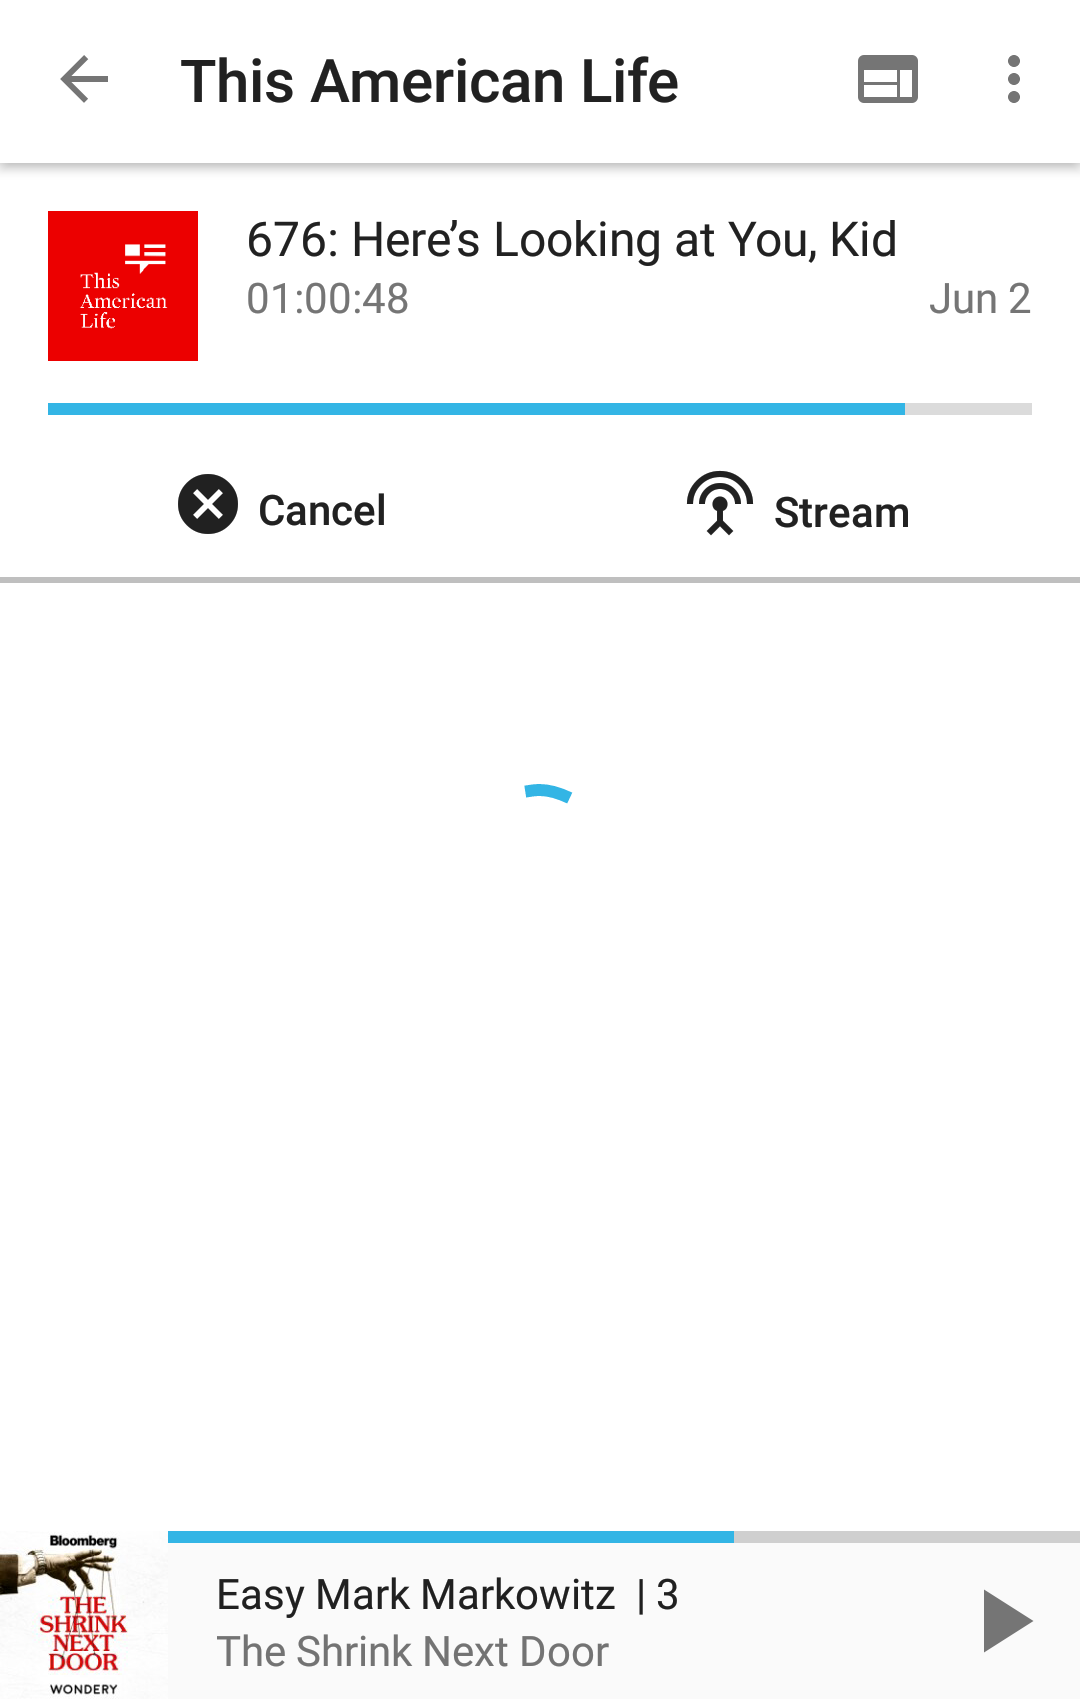 This American Life
This
American
Life
676: Here’s Looking at You, Kid
01:00:48
Jun 2
Cancel
Stream
Bloomberg
THE
SHRINK
NEXT
DOOR
WONDERY
Easy Mark Markowitz | 3
The Shrink Next Door